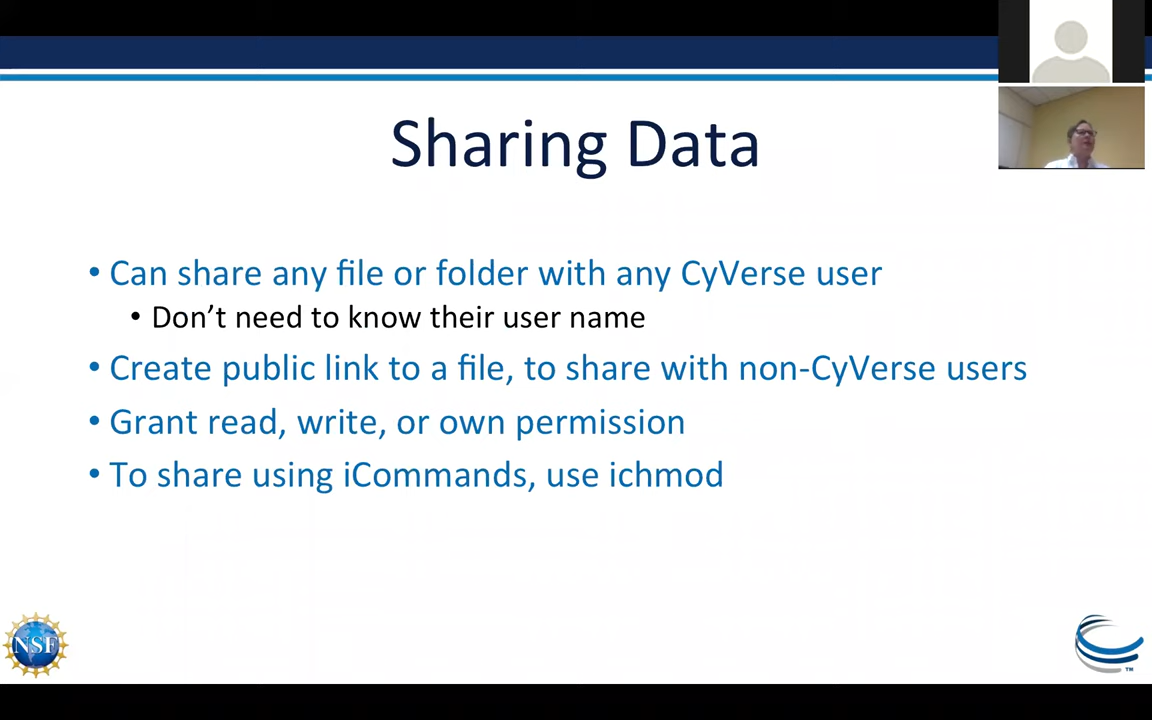 Sharing Data
• Can share any file or folder with any CyVerse user
• Don’t need to know their user name
• Create public link to a file, to share with non-CyVerse users
• Grant read, write, or own permission
• To share using iCommands, use ichmod
NSF
TM